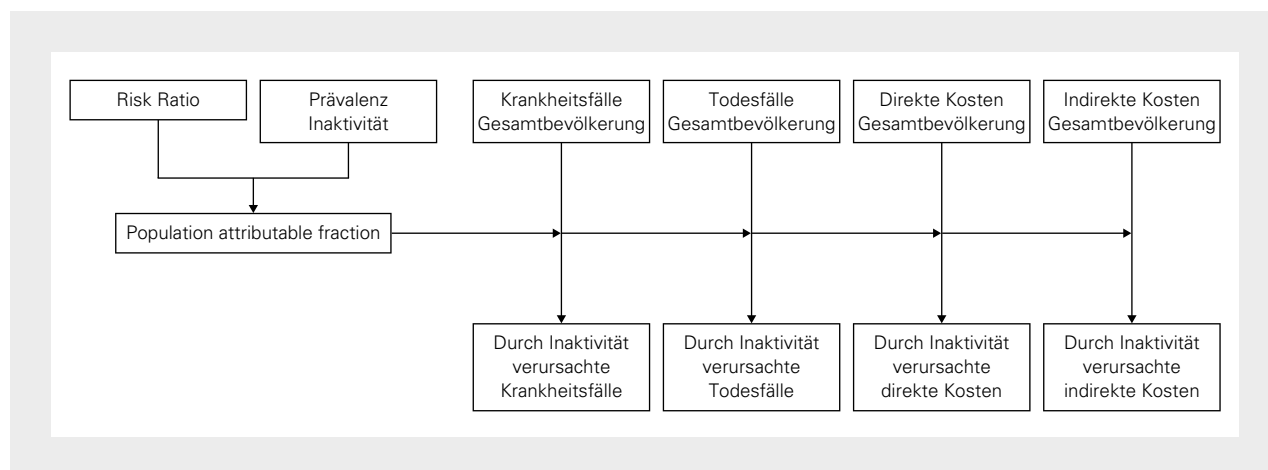 Risk Ratio
Prävalenz
Inaktivität
Krankheitsfälle
Gesamtbevölkerung
Todesfälle
Gesamtbevölkerung
Direkte Kosten
Gesamtbevölkerung
Indirekte Kosten
Gesamtbevölkerung
Population attributable fraction
Durch Inaktivität
verursachte
Krankheitsfälle
Durch Inaktivität
verursachte
Todesfälle
Durch Inaktivität
verursachte
direkte Kosten
Durch Inaktivität
verursachte
indirekte Kosten